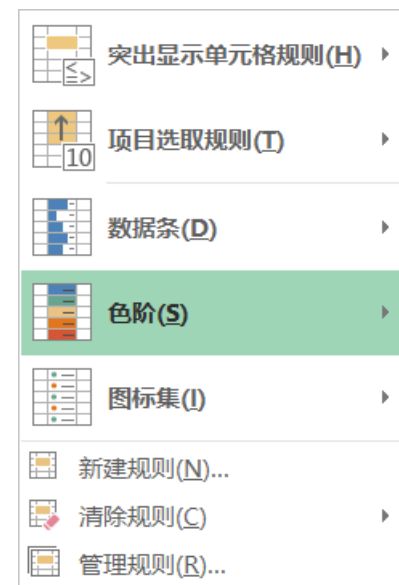 突出显示单元格规则(H)
10
项目选取规则(T)
数据条(D)
色阶(S)
图标集(I)
新建规则(N)...
清除规则(C)
管理规则(R)...